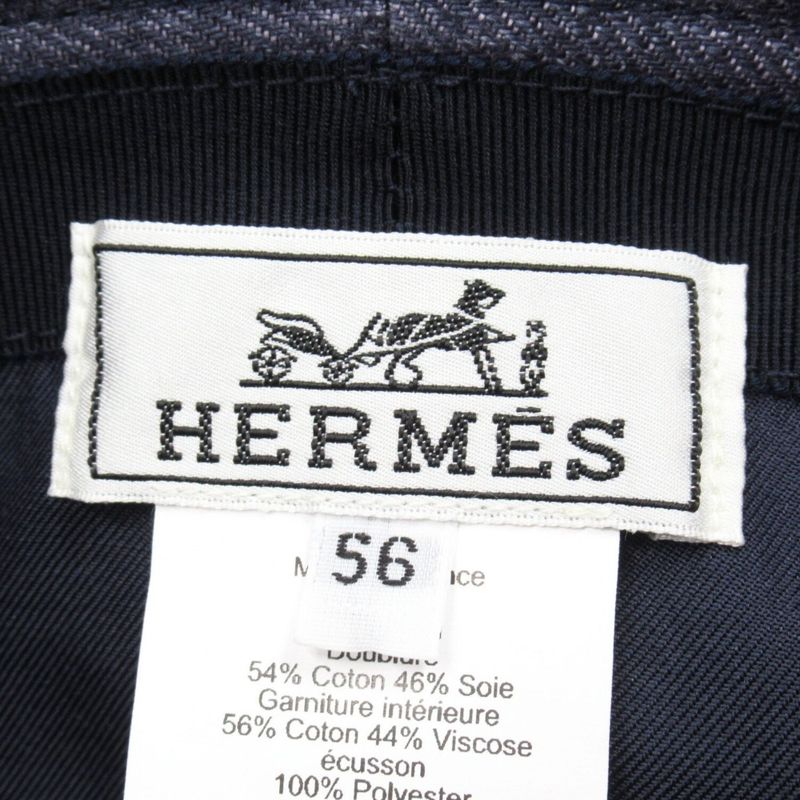 HERMÈS
56
Doublure
54% Coton 46% Soie
Garniture intérieure
56% Coton 44% Viscose
écusson
100% Polyester